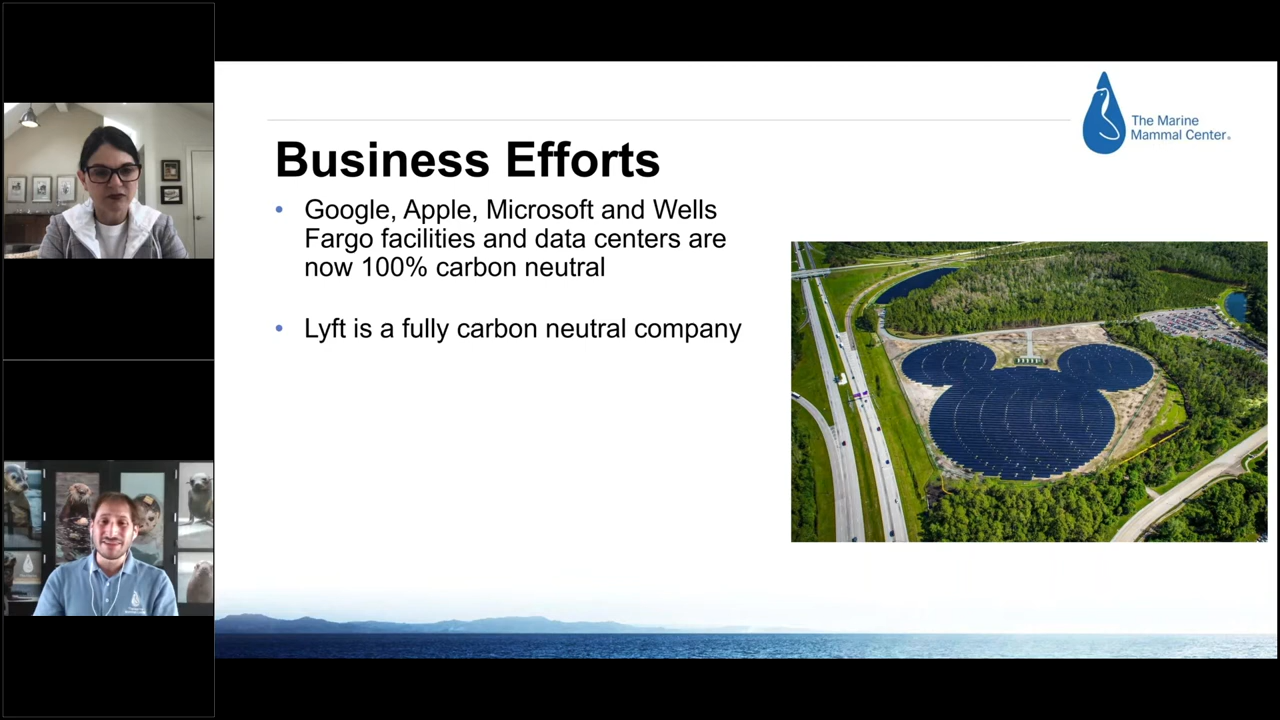 The Marine
Mammal Center.
Business Efforts
• Google, Apple, Microsoft and Wells
Fargo facilities and data centers are
now 100% carbon neutral
• Lyft is a fully carbon neutral company